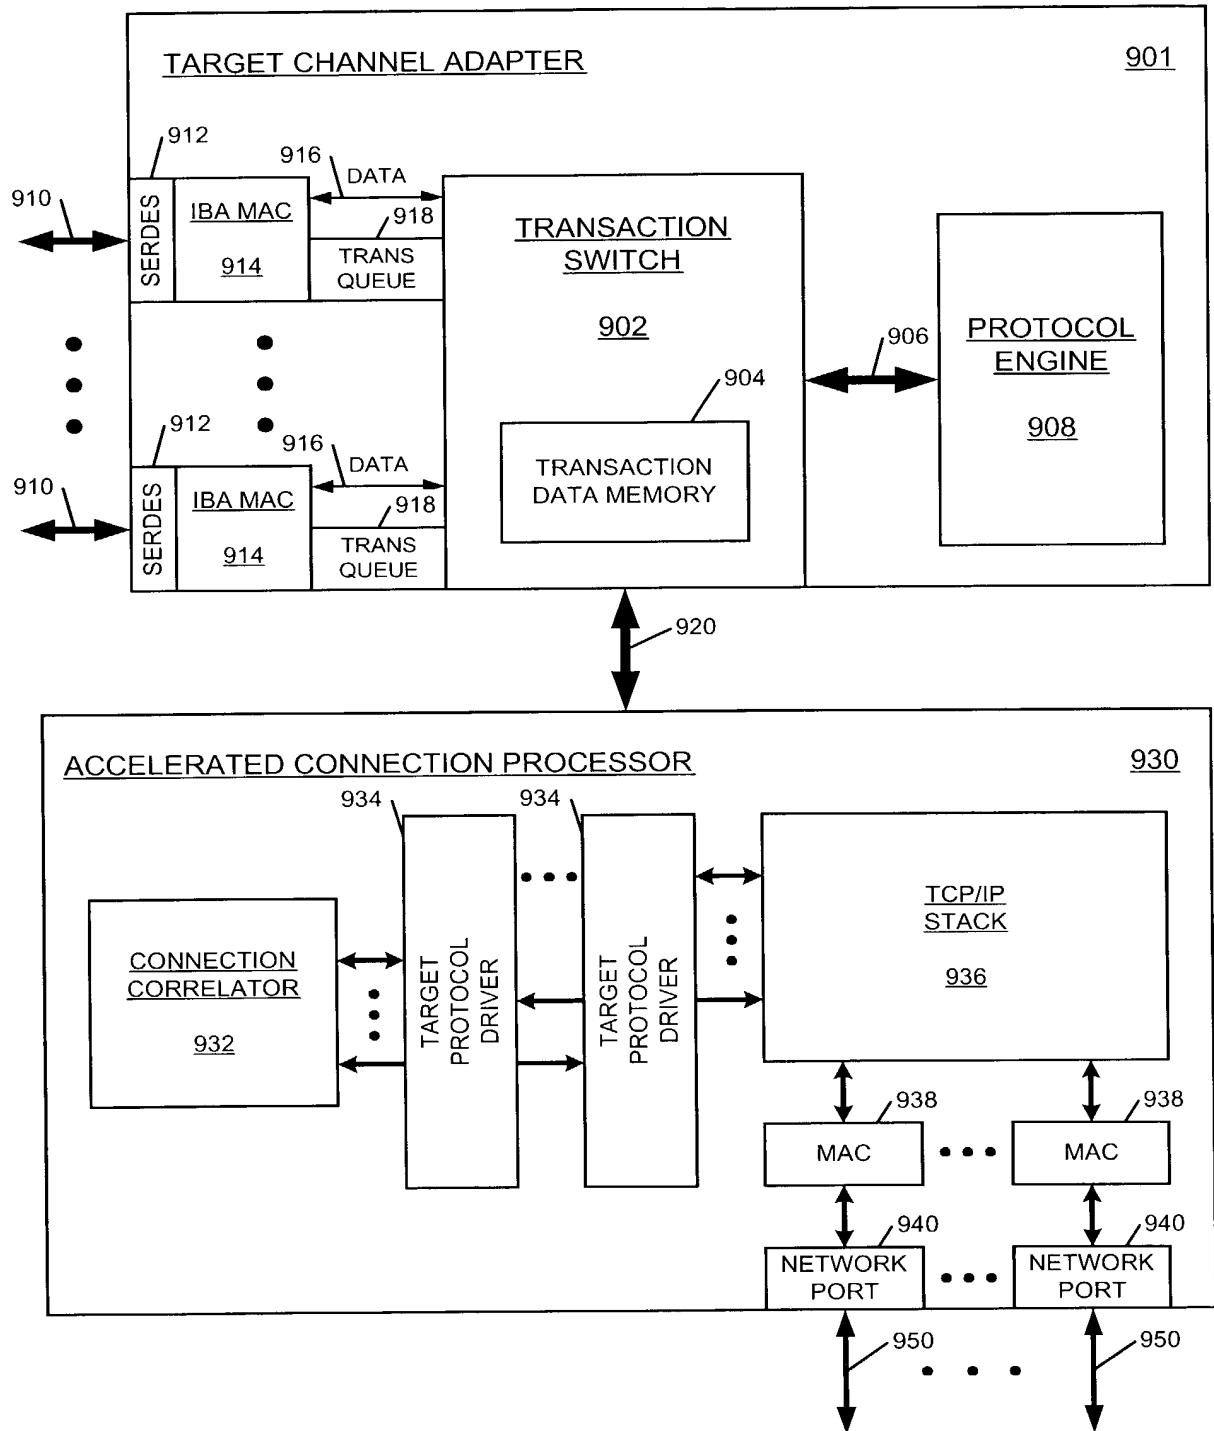 TARGET CHANNEL ADAPTER
901
912
916
DATA
910
SERDES
IBA MAC
914
918
TRANS
QUEUE
TRANSACTION
SWITCH
902
906
PROTOCOL
ENGINE
908
904
TRANSACTION
DATA MEMORY
912
916
DATA
910
SERDES
IBA MAC
914
918
TRANS
QUEUE
920
ACCELERATED CONNECTION PROCESSOR
930
934
934
CONNECTION
CORRELATOR
932
TARGET
PROTOCOL
DRIVER
TARGET
PROTOCOL
DRIVER
TCP/IP
STACK
936
938
MAC
938
MAC
940
NETWORK
PORT
940
NETWORK
PORT
950
950